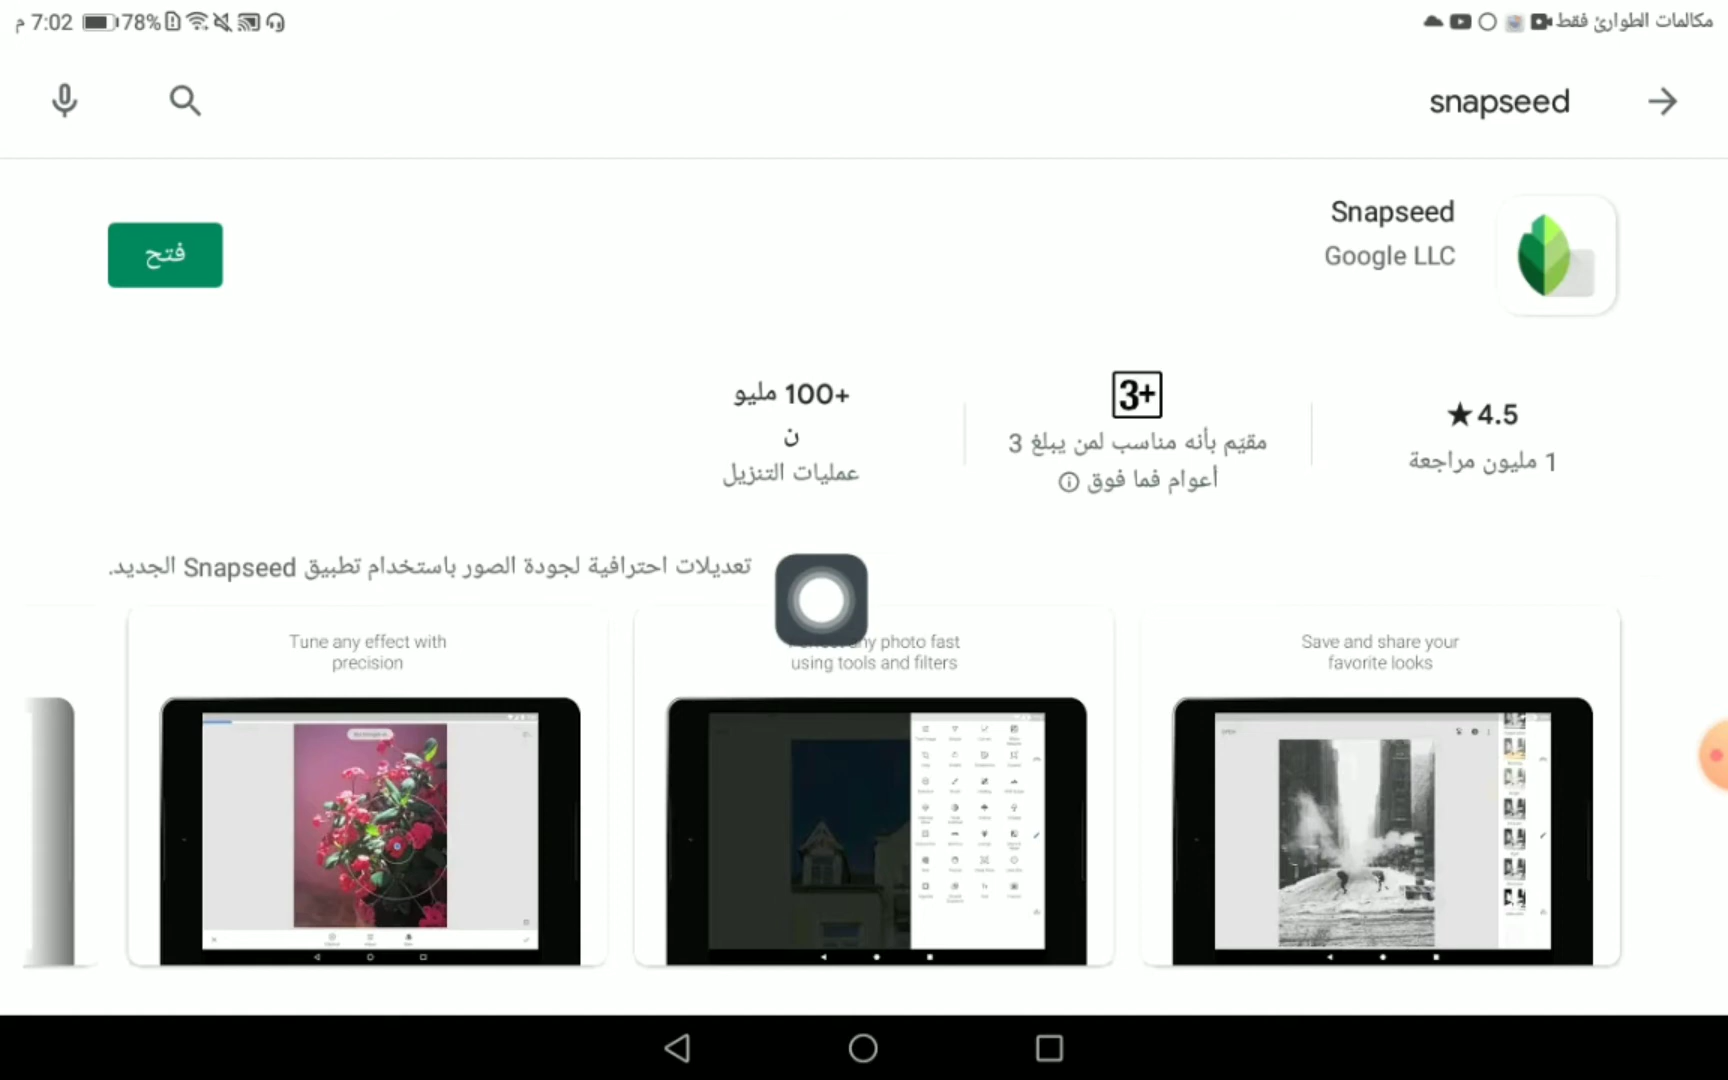 مكالمات الطوارئ فقط
78% 7:02 م
snapseed
Snapseed
Google LLC
فتح
4.5★
1 مليون مراجعة
3+
مقيّم بأنه مناسب لمن يبلغ 3
أعوام فما فوق
+100 مليو
ن
عمليات التنزيل
تعديلات احترافية لجودة الصور باستخدام تطبيق Snapseed الجديد.
Save and share your
favorite looks
any photo fast
using tools and filters
Tune any effect with
precision